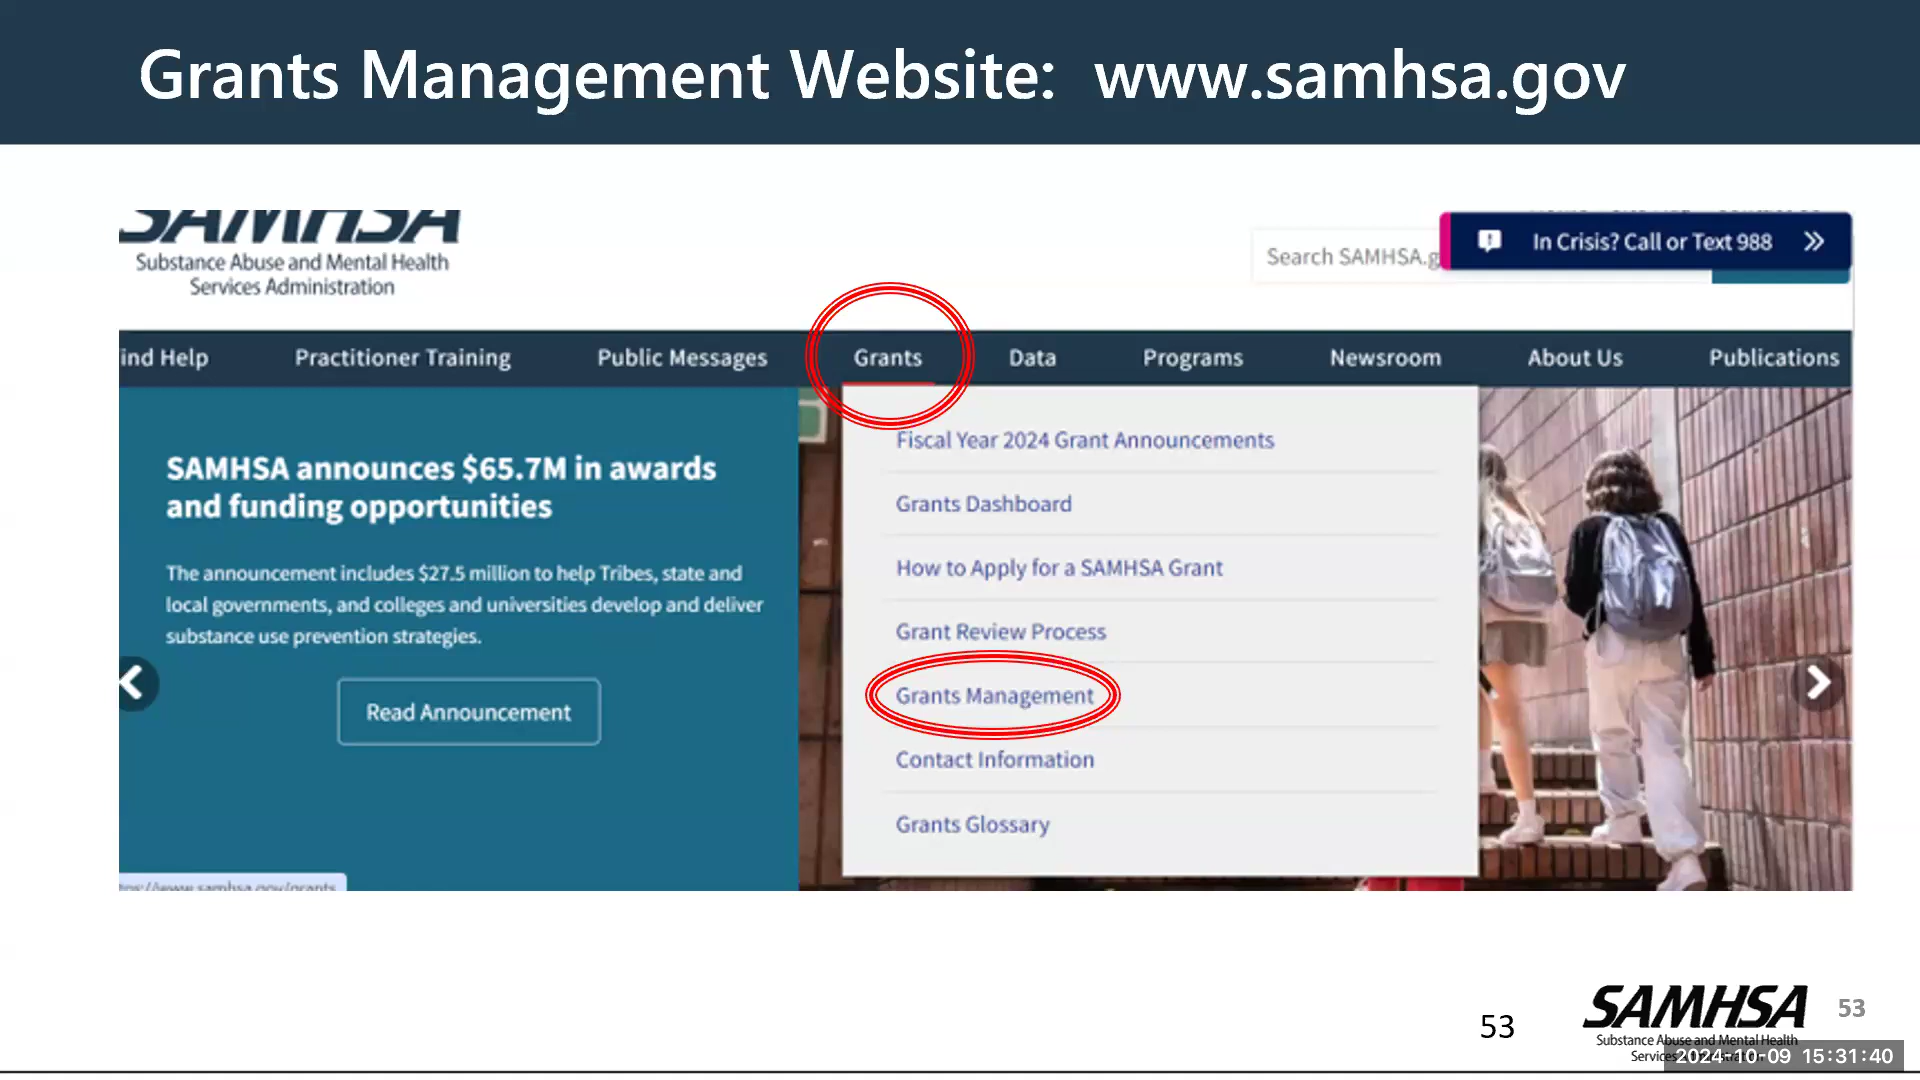 Grants Management Website: www.samhsa.gov
SAMHSA
Substance Abuse and Mental Health
Services Administration
Search SAMHSA.g
In Crisis? Call or Text 988
ind Help
Practitioner Training
Public Messages
Grants
Data
Programs
Newsroom
About Us
Publications
SAMHSA announces $65.7M in awards
and funding opportunities
The announcement includes $27.5 million to help Tribes, state and
local governments, and colleges and universities develop and deliver
substance use prevention strategies.
Read Announcement
Fiscal Year 2024 Grant Announcements
Grants Dashboard
How to Apply for a SAMHSA Grant
Grant Review Process
Grants Management
Contact Information
Grants Glossary
ps://www.samhsa.gov/grants
53
SAMHSA
Substance Abuse and Mental Health
53
2024-10-09 15:31:40